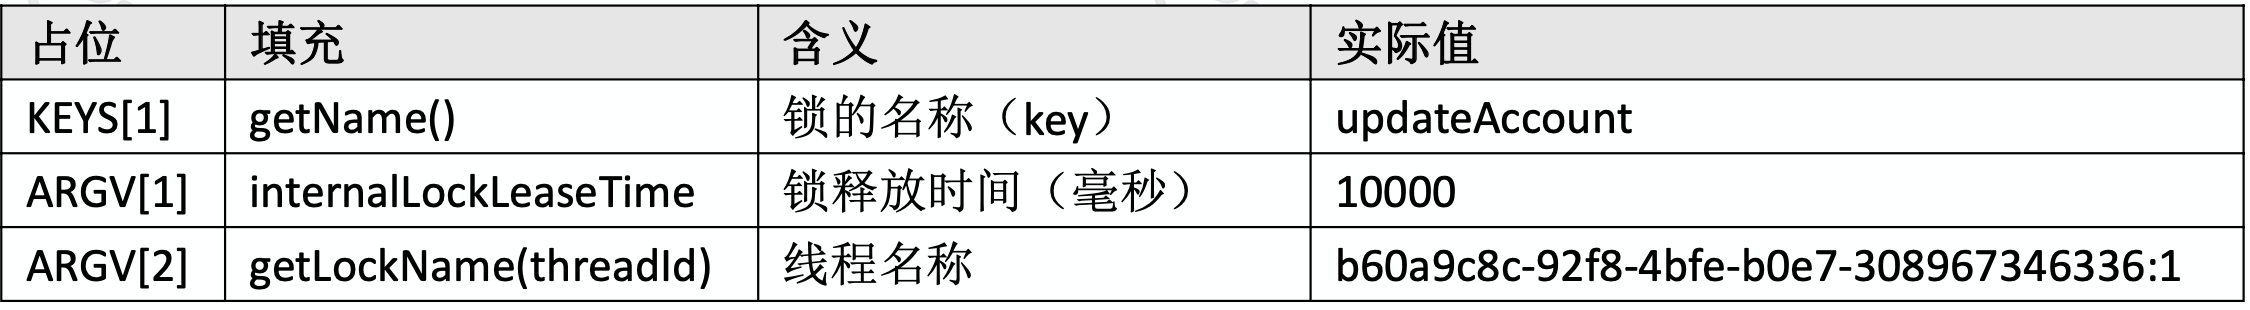 占位 填充 含义 实际值
KEYS[1] getName() 锁的名称（key） updateAccount
ARGV[1] internalLockLeaseTime 锁释放时间（毫秒） 10000
ARGV[2] getLockName(threadId) 线程名称 b60a9c8c-92f8-4bfe-b0e7-308967346336:1